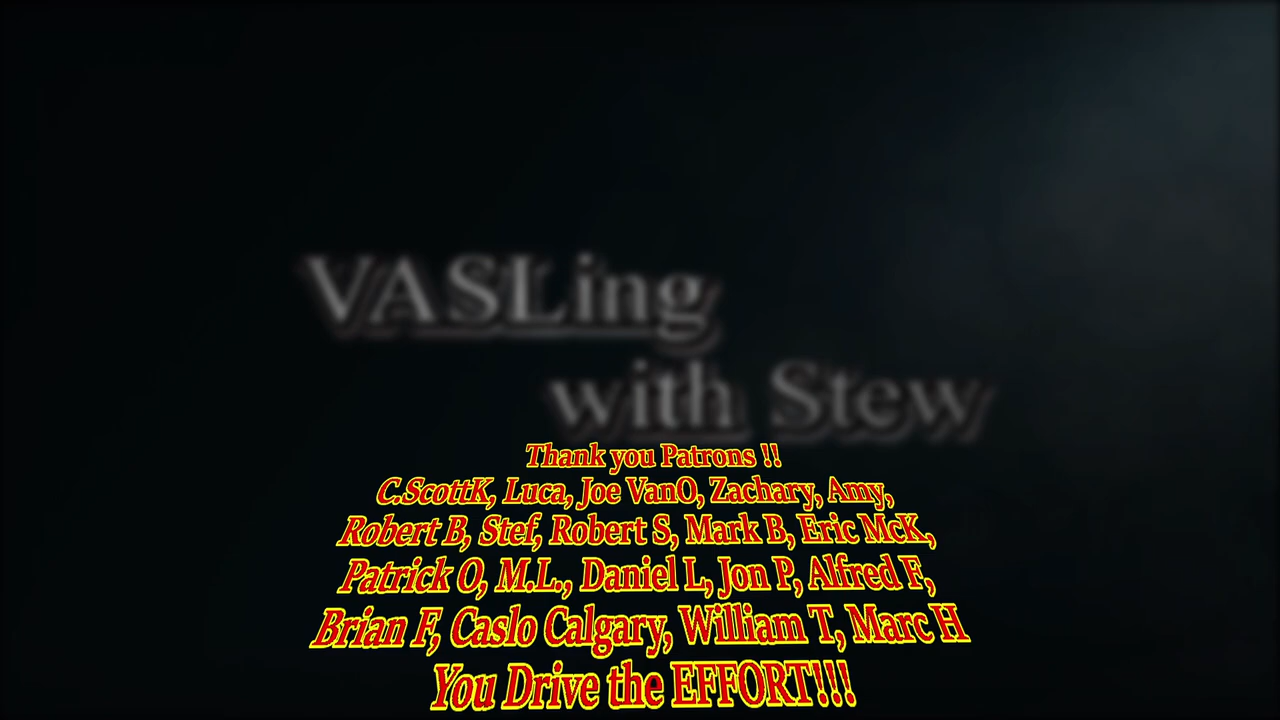 VASLing
with Stew
Thank you Patrons !!
C.ScottK, Luca, Joe VanO, Zachary, Amy,
Robert B, Stef, Robert S, Mark B, Eric McK,
Patrick O, M.L., Daniel L, Jon P, Alfred F,
Brian F, Caslo Calgary, William T, Marc H
You Drive the EFFORT!!!